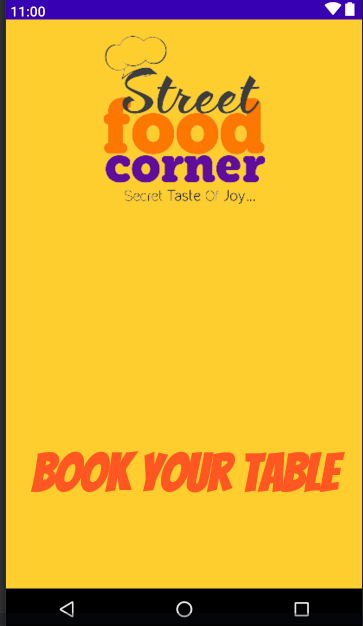 11:00
Street
food
corner
Secret Taste Of Joy...
BOOK YOUR TABLE